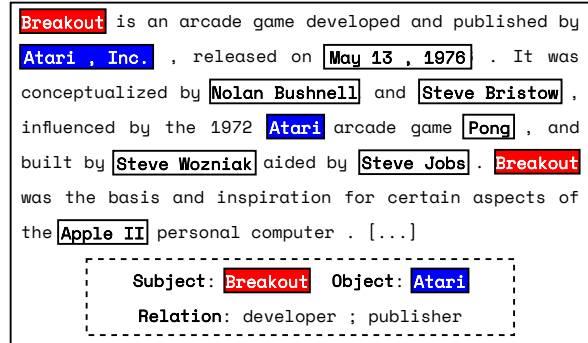 Breakout is an arcade game developed and published by
Atari , Inc. , released on May 13 , 1976 . It was
conceptualized by Nolan Bushnell and Steve Bristow ,
influenced by the 1972 Atari arcade game Pong , and
built by Steve Wozniak aided by Steve Jobs . Breakout
was the basis and inspiration for certain aspects of
the Apple II personal computer . [...]
Subject: Breakout Object: Atari
Relation: developer ; publisher